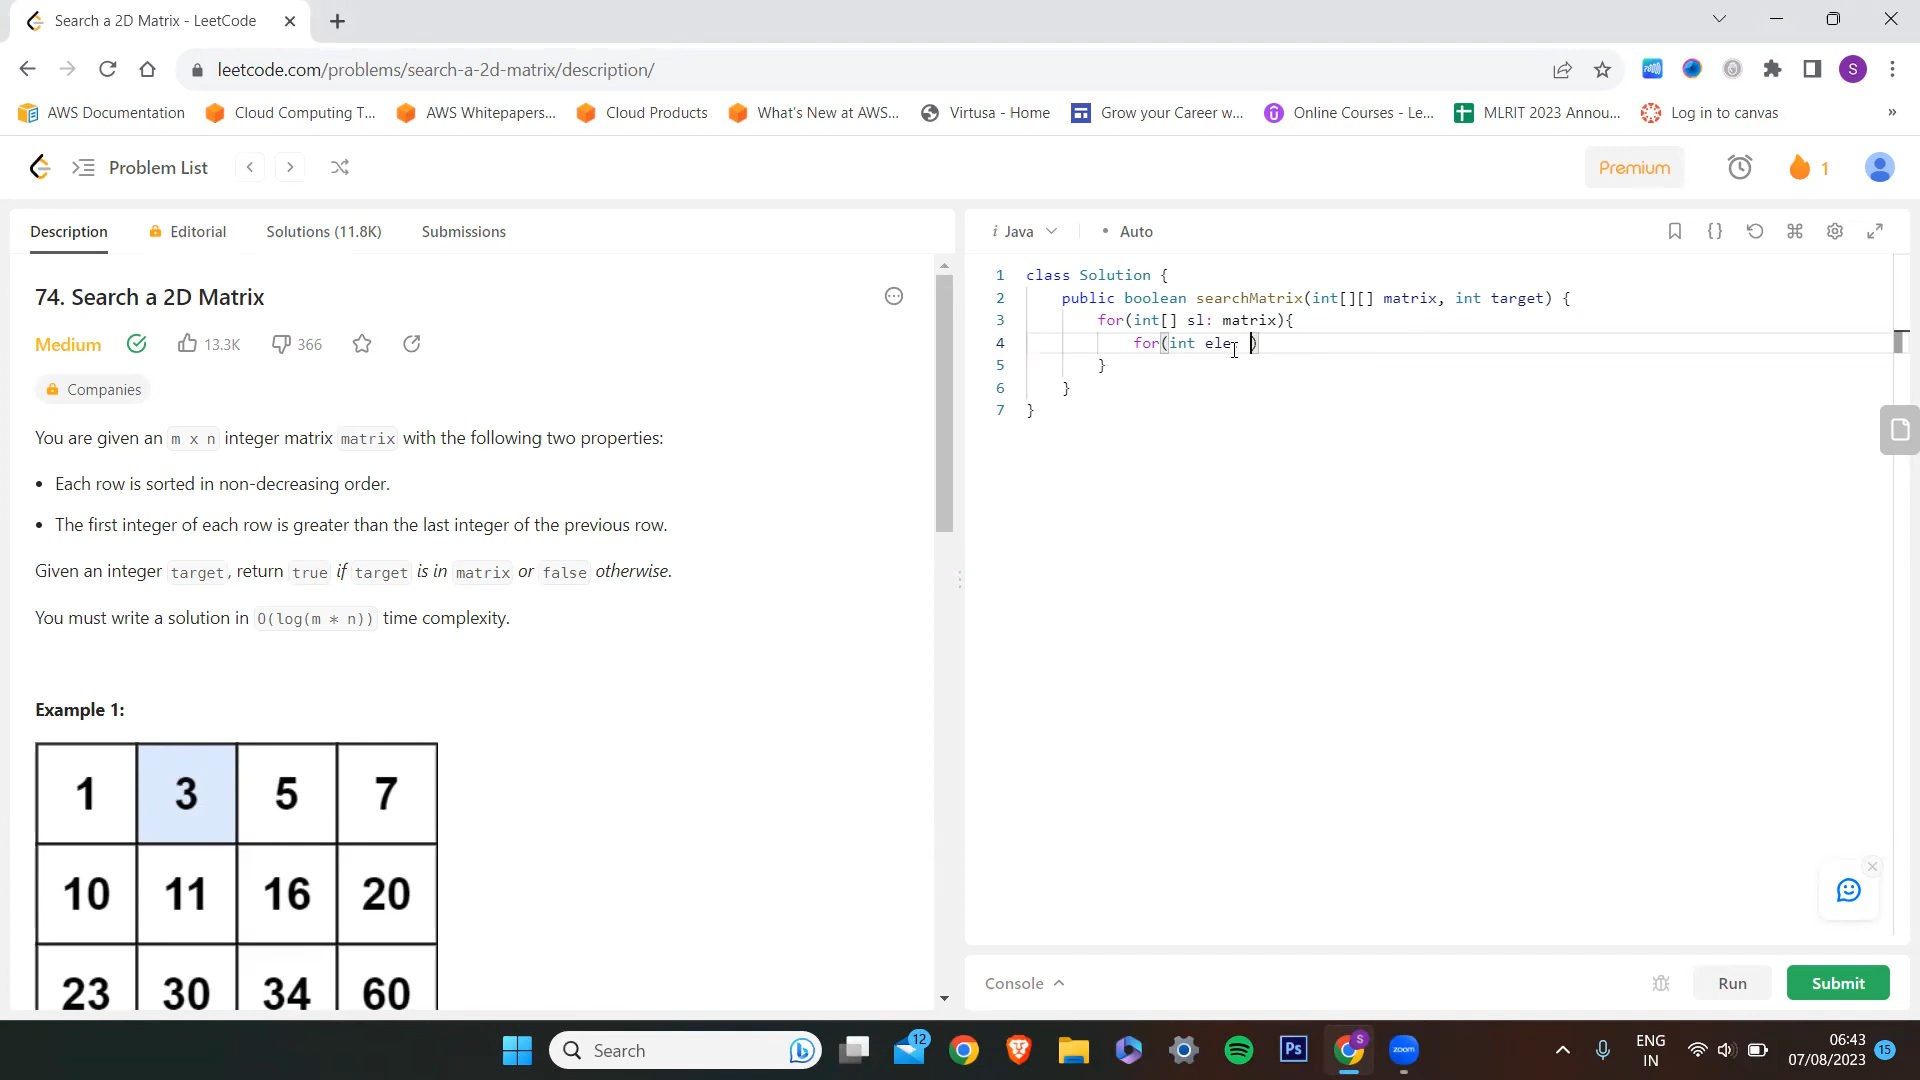 Search a 2D Matrix - LeetCode
leetcode.com/problems/search-a-2d-matrix/description/
S
AWS Documentation Cloud Computing T... AWS Whitepapers... Cloud Products What's New at AWS... Virtusa - Home Grow your Career w... Online Courses - Le... MLRIT 2023 Annou... Log in to canvas »
Problem List Premium 1
Description Editorial Solutions (11.8K) Submissions
i Java • Auto {}
74. Search a 2D Matrix
Medium 13.3K 366
Companies
You are given an m x n integer matrix matrix with the following two properties:
• Each row is sorted in non-decreasing order.
• The first integer of each row is greater than the last integer of the previous row.
Given an integer target, return true if target is in matrix or false otherwise.
You must write a solution in O(log(m * n)) time complexity.
Example 1:
1 3 5 7
10 11 16 20
23 30 34 60
1 class Solution {
2 public boolean searchMatrix(int[][] matrix, int target) {
3 for(int[] sl: matrix){
4 for(int ele: )
5 }
6 }
7 }
Console Run Submit
Search 12 Ps S zoom ENG IN 06:43 07/08/2023 15